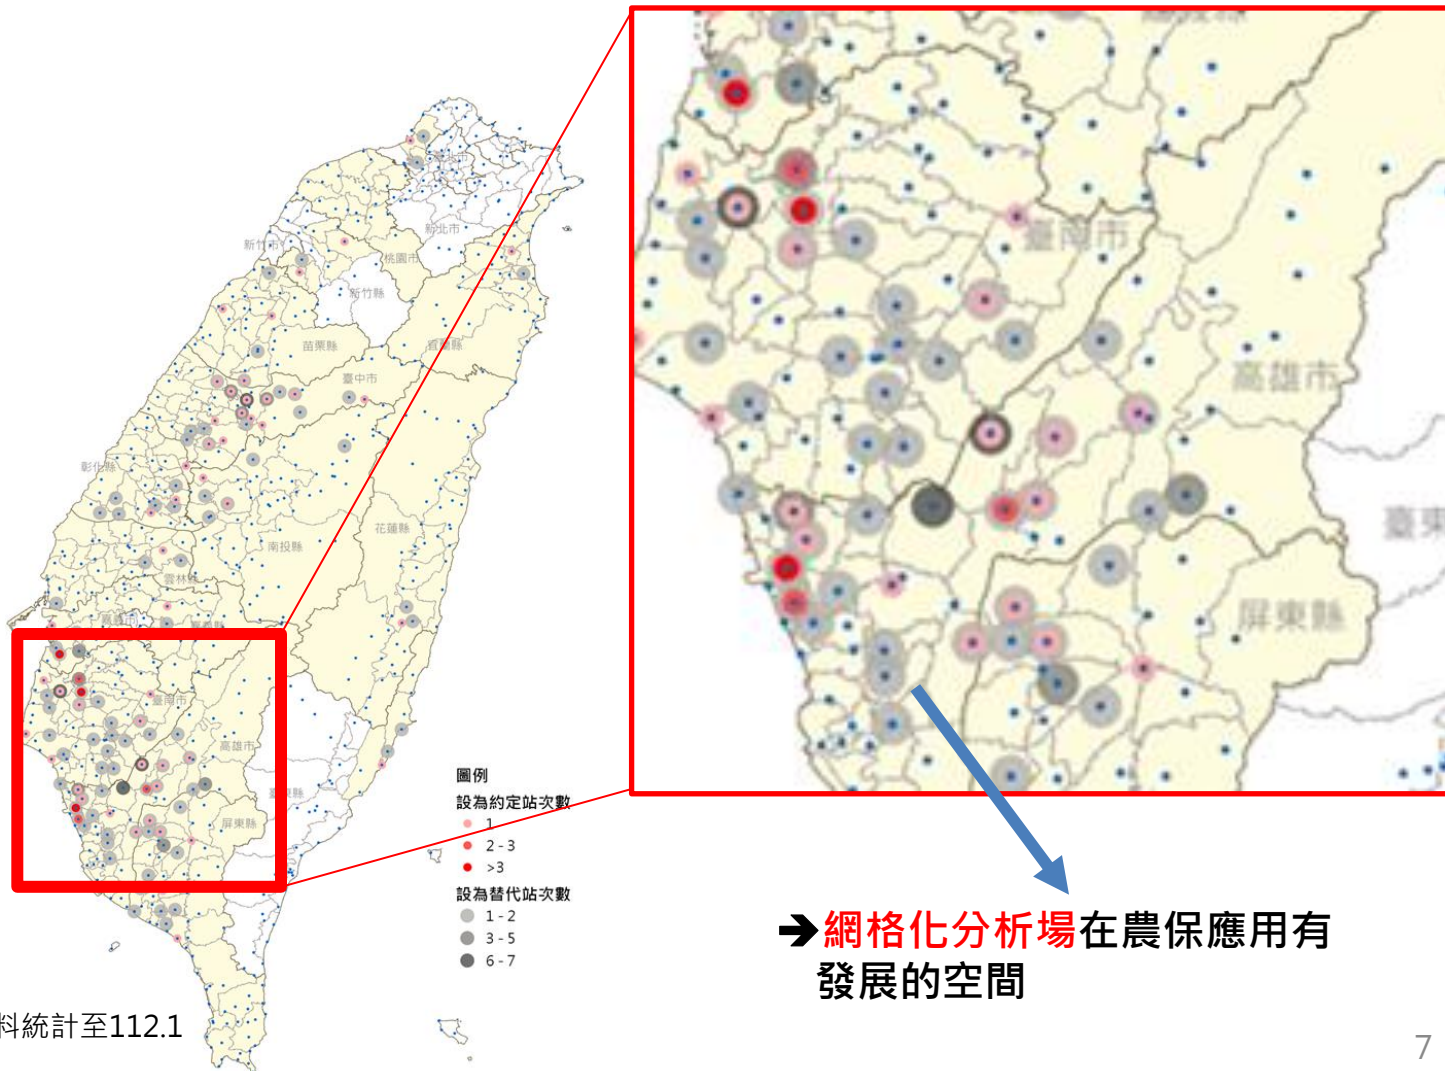 新北市
新竹市
桃園市
新竹縣
苗栗縣
宜蘭縣
臺中市
彰化縣
花蓮縣
南投縣
雲林縣
臺南市
高雄市
屏東縣
臺南市
高雄市
臺東
屏東縣
圖例
設為約定站次數
1
2 - 3
>3
設為替代站次數
1 - 2
3 - 5
6 - 7
➔網格化分析場在農保應用有
發展的空間
料統計至112.1
7